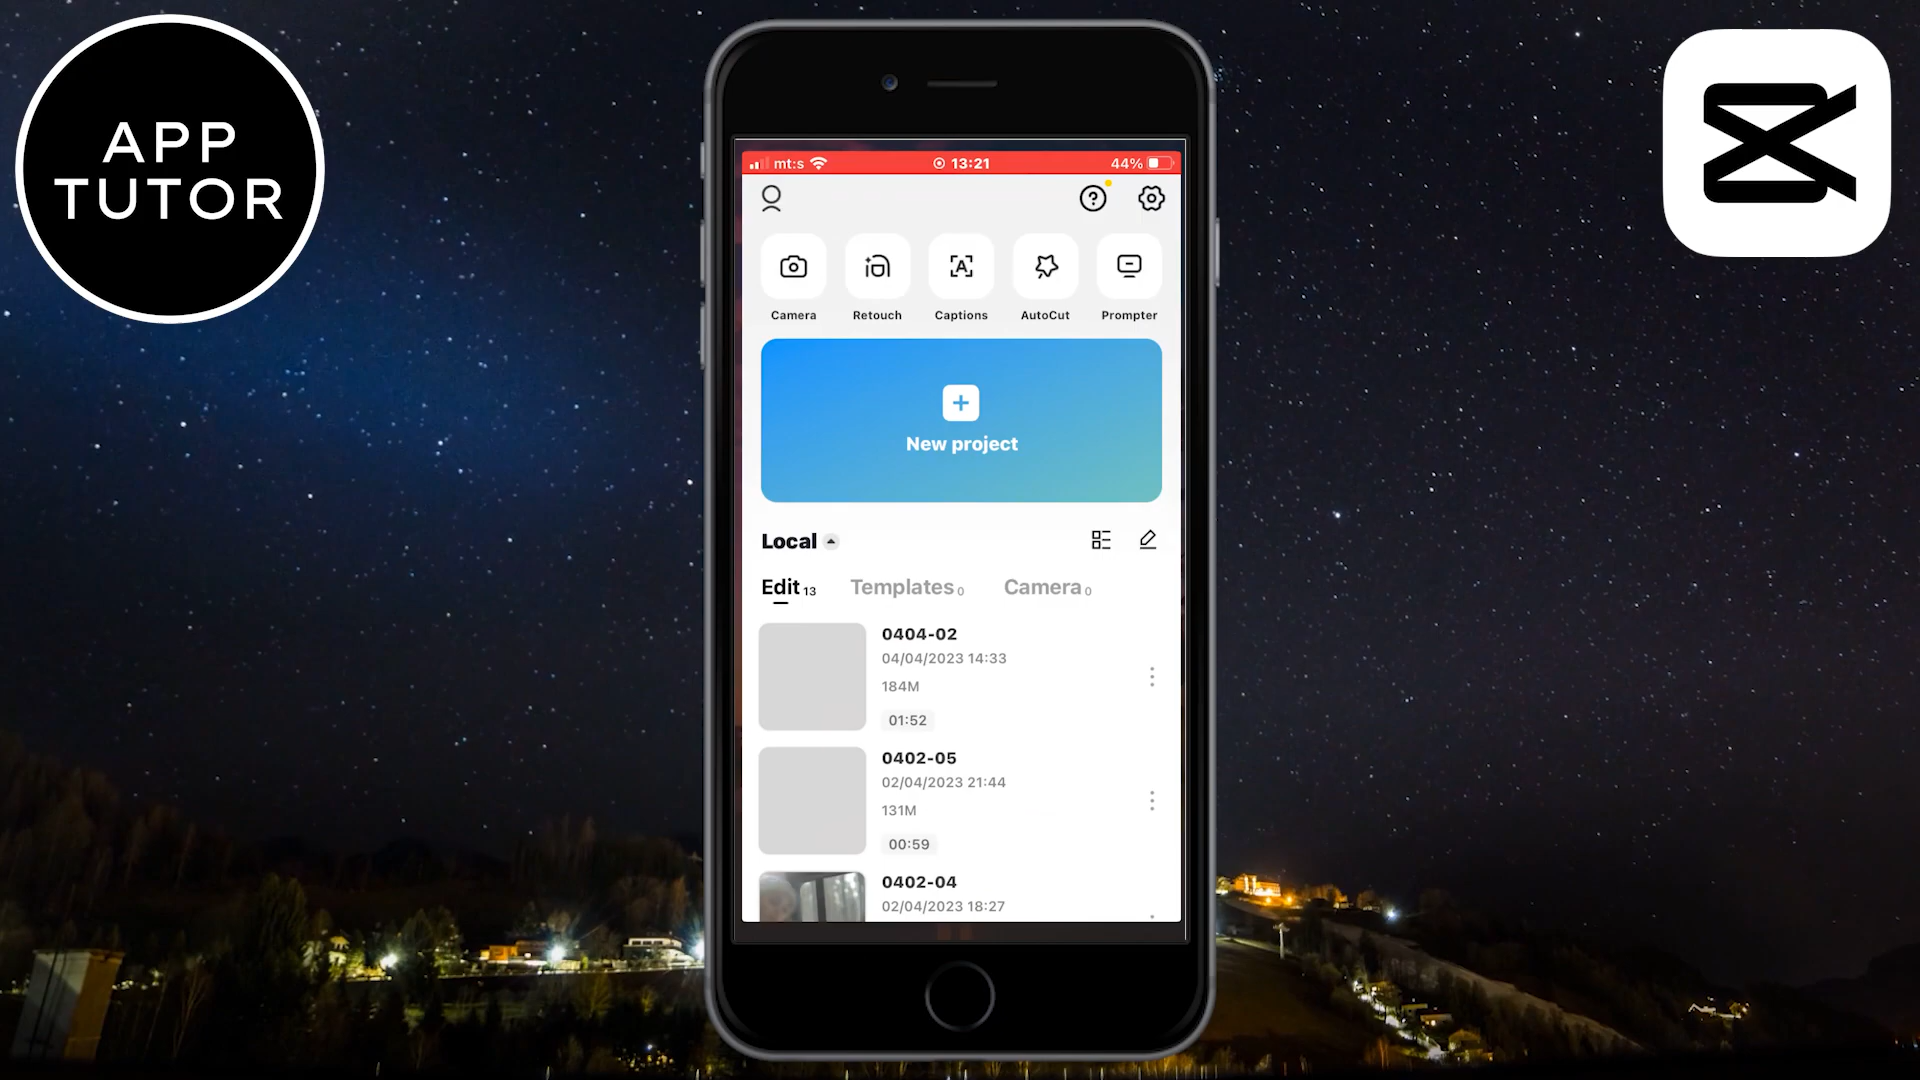 APP
TUTOR
mt:s
13:21
44%
Camera
Retouch
Captions
AutoCut
Prompter
New project
Local
Edit 13
Templates 0
Camera 0
0404-02
04/04/2023 14:33
184M
01:52
0402-05
02/04/2023 21:44
131M
00:59
0402-04
02/04/2023 18:27